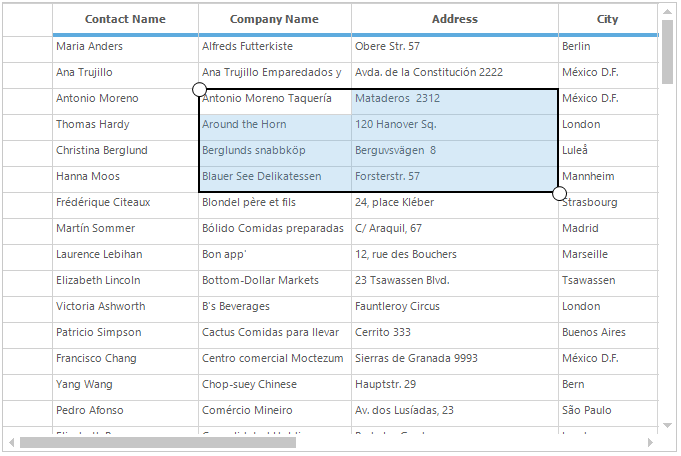 Contact Name Company Name Address City
Maria Anders Alfreds Futterkiste Obere Str. 57 Berlin
Ana Trujillo Ana Trujillo Emparedados y Avda. de la Constitución 2222 México D.F.
Antonio Moreno Antonio Moreno Taquería Mataderos 2312 México D.F.
Thomas Hardy Around the Horn 120 Hanover Sq. London
Christina Berglund Berglunds snabbköp Berguvsvägen 8 Luleå
Hanna Moos Blauer See Delikatessen Forsterstr. 57 Mannheim
Frédérique Citeaux Blondel père et fils 24, place Kléber Strasbourg
Martín Sommer Bólido Comidas preparadas C/ Araquil, 67 Madrid
Laurence Lebihan Bon app' 12, rue des Bouchers Marseille
Elizabeth Lincoln Bottom-Dollar Markets 23 Tsawassen Blvd. Tsawassen
Victoria Ashworth B's Beverages Fauntleroy Circus London
Patricio Simpson Cactus Comidas para llevar Cerrito 333 Buenos Aires
Francisco Chang Centro comercial Moctezum Sierras de Granada 9993 México D.F.
Yang Wang Chop-suey Chinese Hauptstr. 29 Bern
Pedro Afonso Comércio Mineiro Av. dos Lusíadas, 23 São Paulo